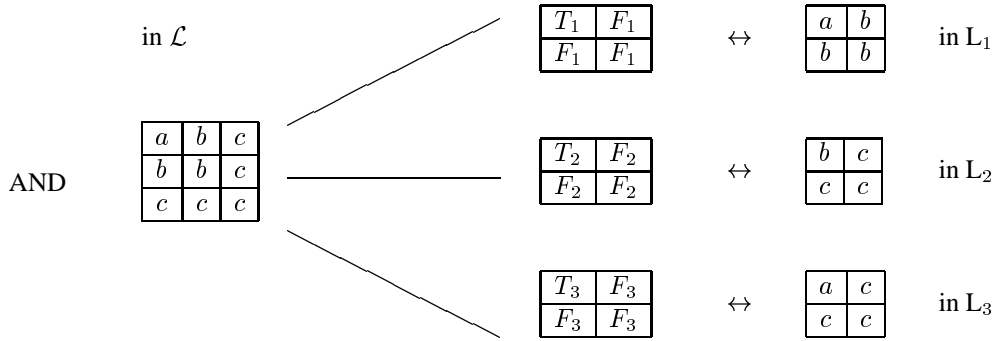 in ℒ
T₁ F₁ ↔ a b in L₁
F₁ F₁ b b
AND
a b c
b b c
c c c
T₂ F₂ ↔ b c in L₂
F₂ F₂ c c
T₃ F₃ ↔ a c in L₃
F₃ F₃ c c